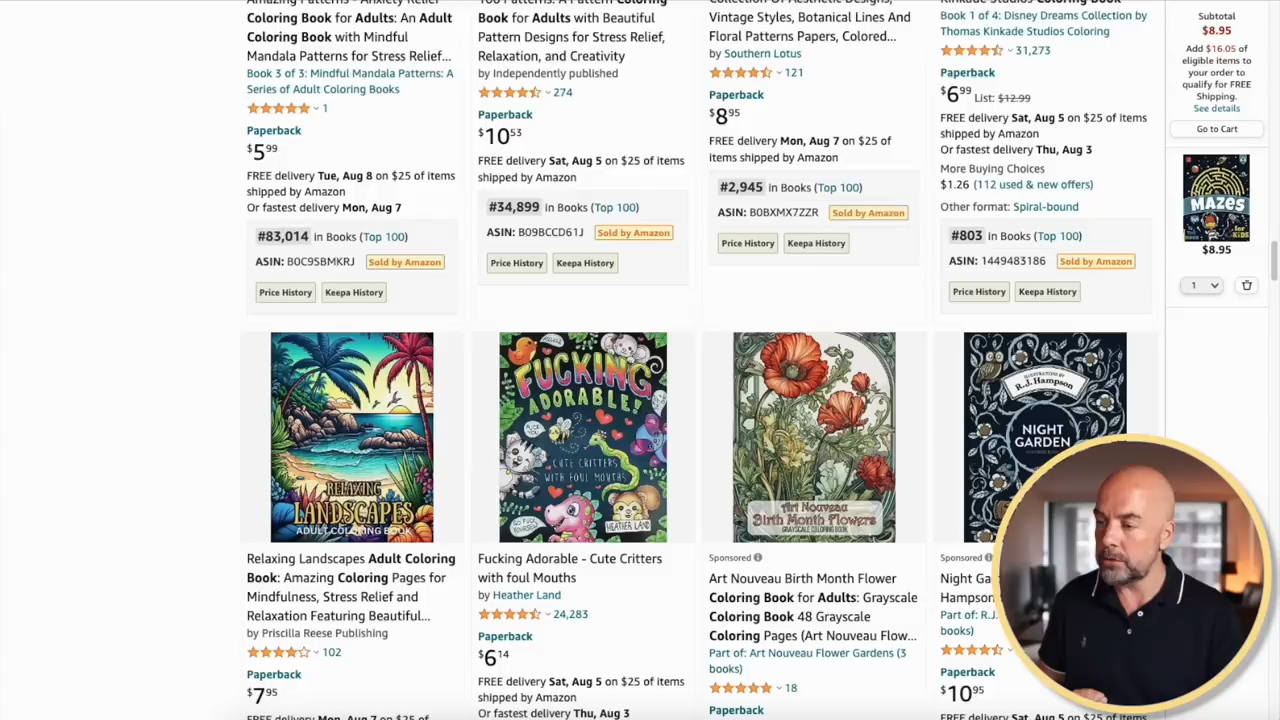 Amazing Patterns - Anxiety Relief
Coloring Book for Adults: An Adult
Coloring Book with Mindful
Mandala Patterns for Stress Relief...
Book 3 of 3: Mindful Mandala Patterns: A
Series of Adult Coloring Books
1
Paperback
$5.99
FREE delivery Tue, Aug 8 on $25 of items
shipped by Amazon
Or fastest delivery Mon, Aug 7
#83,014 in Books (Top 100)
ASIN: B0C9SBMKRJ Sold by Amazon
Price History Keepa History
100 Patterns: A Pattern Coloring
Book for Adults with Beautiful
Pattern Designs for Stress Relief,
Relaxation, and Creativity
by Independently published
274
Paperback
$10.53
FREE delivery Sat, Aug 5 on $25 of items
shipped by Amazon
#34,899 in Books (Top 100)
ASIN: B09BCCD61J Sold by Amazon
Price History Keepa History
Collection Of Aesthetic Designs,
Vintage Styles, Botanical Lines And
Floral Patterns Papers, Colored...
by Southern Lotus
121
Paperback
$8.95
FREE delivery Mon, Aug 7 on $25 of
items shipped by Amazon
#2,945 in Books (Top 100)
ASIN: B0BXMX7ZZR Sold by Amazon
Price History Keepa History
Kinkade Studios Coloring Book
Book 1 of 4: Disney Dreams Collection by
Thomas Kinkade Studios Coloring
31,273
Paperback
$6.99 List: $12.99
FREE delivery Sat, Aug 5 on $25 of items
shipped by Amazon
Or fastest delivery Thu, Aug 3
More Buying Choices
$1.26 (112 used & new offers)
Other format: Spiral-bound
#803 in Books (Top 100)
ASIN: 1449483186 Sold by Amazon
Price History Keepa History
Subtotal
$8.95
Add $16.05 of
eligible items to
your order to
qualify for FREE
Shipping.
See details
Go to Cart
MAZES
for KiDS
$8.95
1
RELAXING
LANDSCAPES
ADULT COLORING BOOK
Relaxing Landscapes Adult Coloring
Book: Amazing Coloring Pages for
Mindfulness, Stress Relief and
Relaxation Featuring Beautiful...
by Priscilla Reese Publishing
102
Paperback
$7.95
FREE delivery Mon, Aug 7 on $25 of
FUCKING
ADORABLE!
CUTE CRITTERS
WITH FOUL MOUTHS
HEATHER LAND
Fucking Adorable - Cute Critters
with foul Mouths
by Heather Land
24,283
Paperback
$6.14
FREE delivery Sat, Aug 5 on $25 of items
shipped by Amazon
Or fastest delivery Thu, Aug 3
Art Nouveau
Birth Month Flowers
GRAYSCALE COLORING BOOK
Sponsored
Art Nouveau Birth Month Flower
Coloring Book for Adults: Grayscale
Coloring Book 48 Grayscale
Coloring Pages (Art Nouveau Flow...
Part of: Art Nouveau Flower Gardens (3
books)
18
Paperback
ILLUSTRATIONS BY
R.J. HAMPSON
NIGHT
GARDEN
Sponsored
Night Ga
Hampson
Part of: R.J.
books)
Paperback
$10.95